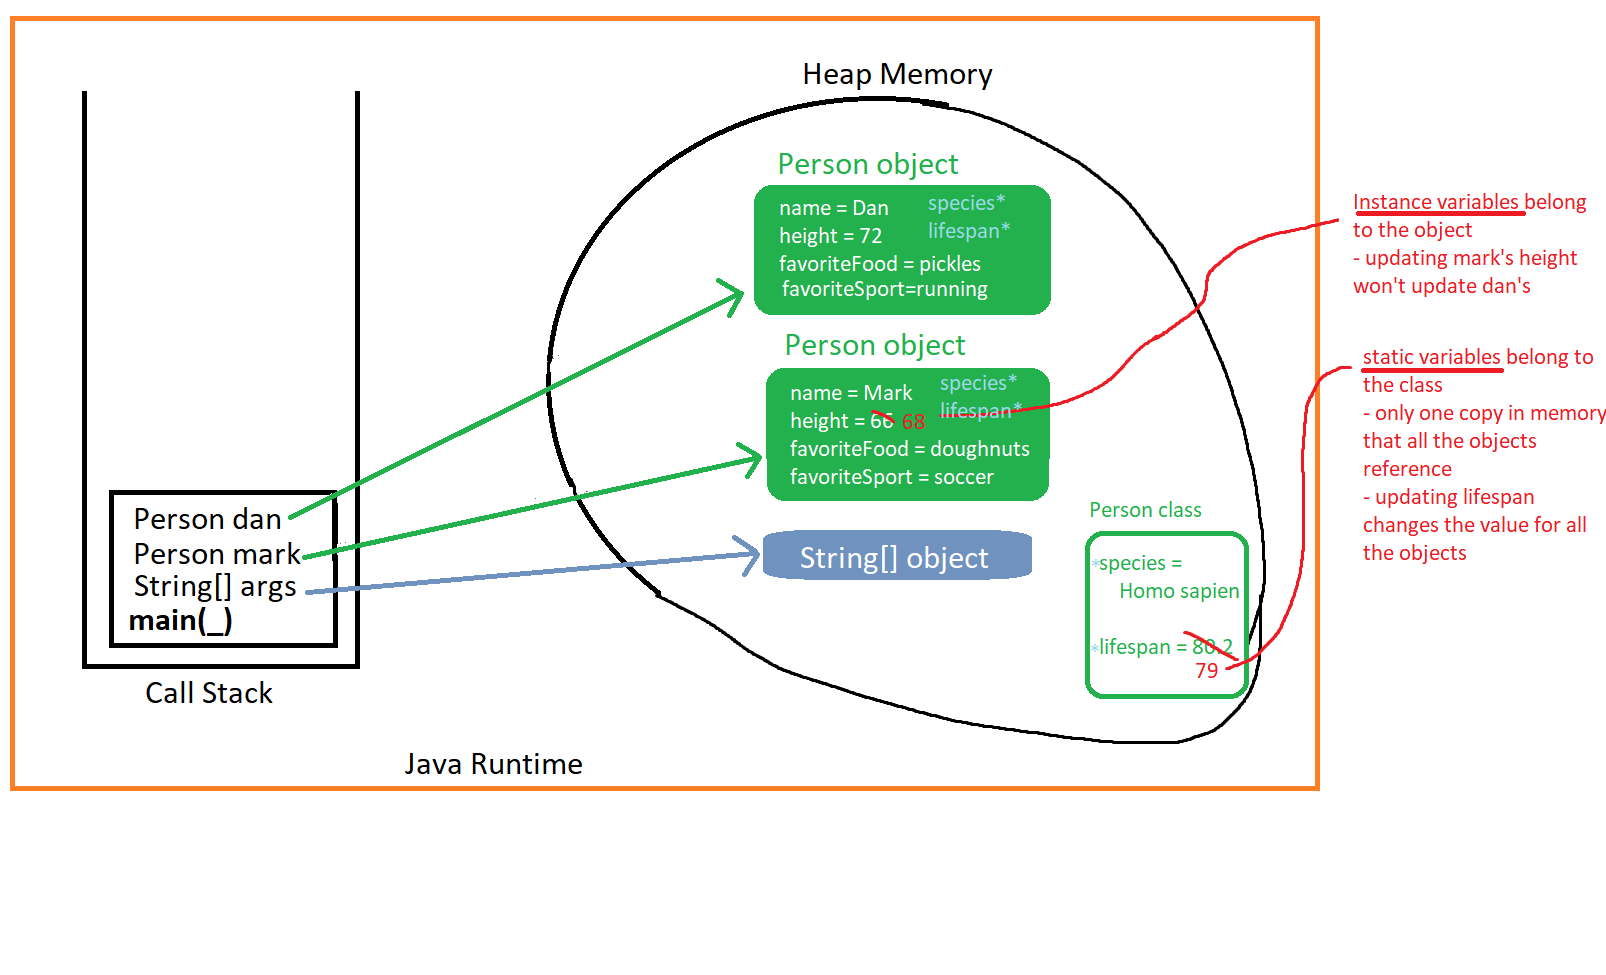 Heap Memory
Person object
name = Dan species*
height = 72 lifespan*
favoriteFood = pickles
favoriteSport=running
Person object
name = Mark species*
height = 66 68 lifespan*
favoriteFood = doughnuts
favoriteSport = soccer
String[] object
Person class
*species =
Homo sapien
*lifespan = 80.2
79
Person dan
Person mark
String[] args
main(_)
Call Stack
Java Runtime
Instance variables belong
to the object
- updating mark's height
won't update dan's
static variables belong to
the class
- only one copy in memory
that all the objects
reference
- updating lifespan
changes the value for all
the objects